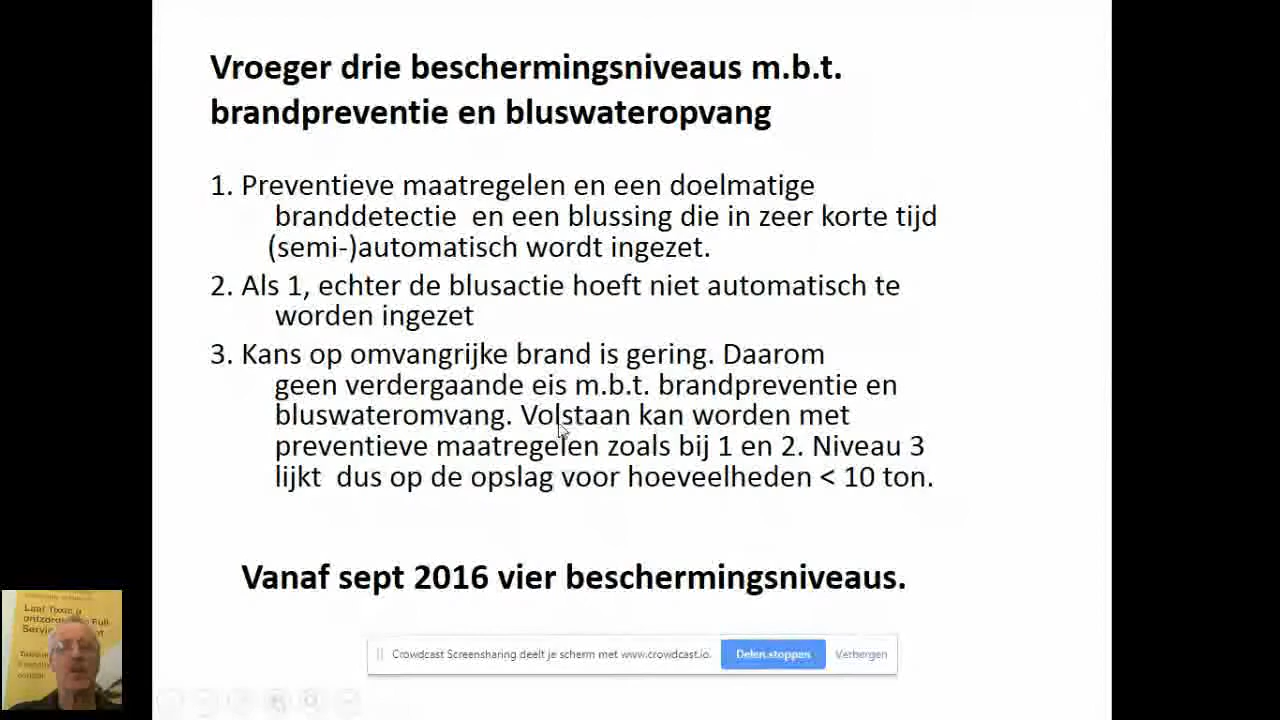 Vroeger drie beschermingsniveaus m.b.t.
brandpreventie en bluswateropvang
1. Preventieve maatregelen en een doelmatige
branddetectie en een blussing die in zeer korte tijd
(semi-)automatisch wordt ingezet.
2. Als 1, echter de blusactie hoeft niet automatisch te
worden ingezet
3. Kans op omvangrijke brand is gering. Daarom
geen verdergaande eis m.b.t. brandpreventie en
bluswateromvang. Volstaan kan worden met
preventieve maatregelen zoals bij 1 en 2. Niveau 3
lijkt dus op de opslag voor hoeveelheden < 10 ton.
Vanaf sept 2016 vier beschermingsniveaus.
Laat
Full
Crowdcast Screensharing deelt je scherm met www.crowdcast.io.
Delen stoppen
Verbergen